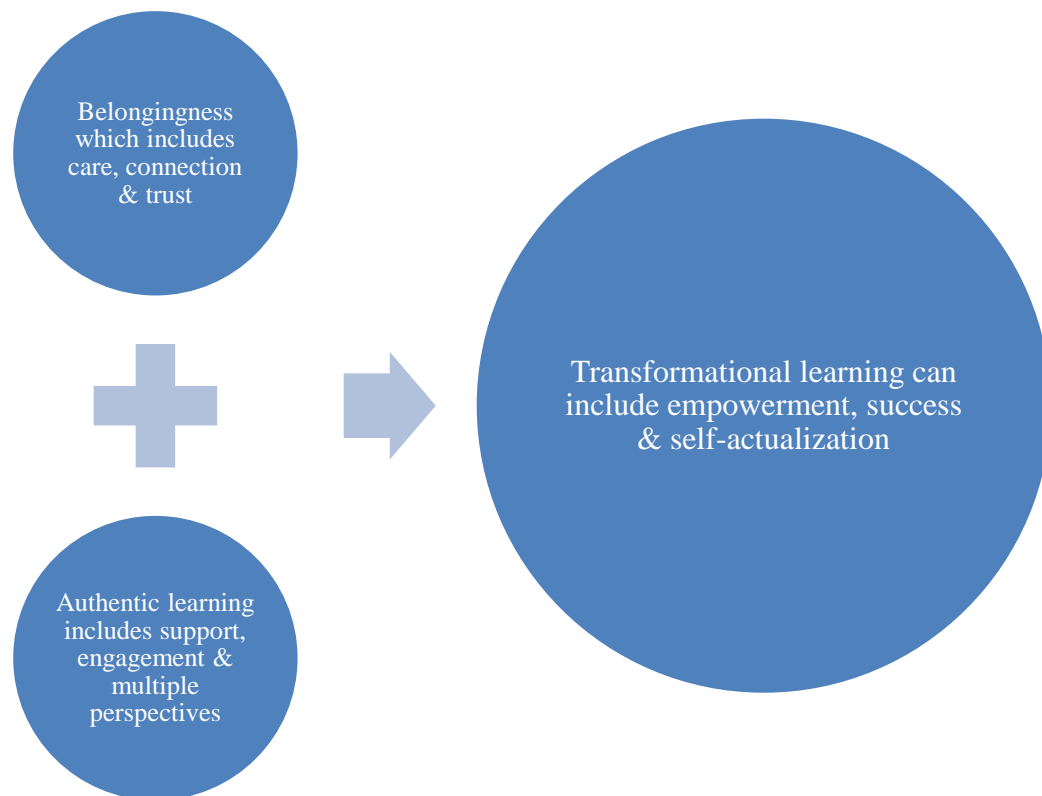 Belongingness
which includes
care, connection
& trust
Authentic learning
includes support,
engagement &
multiple
perspectives
Transformational learning can
include empowerment, success
& self-actualization